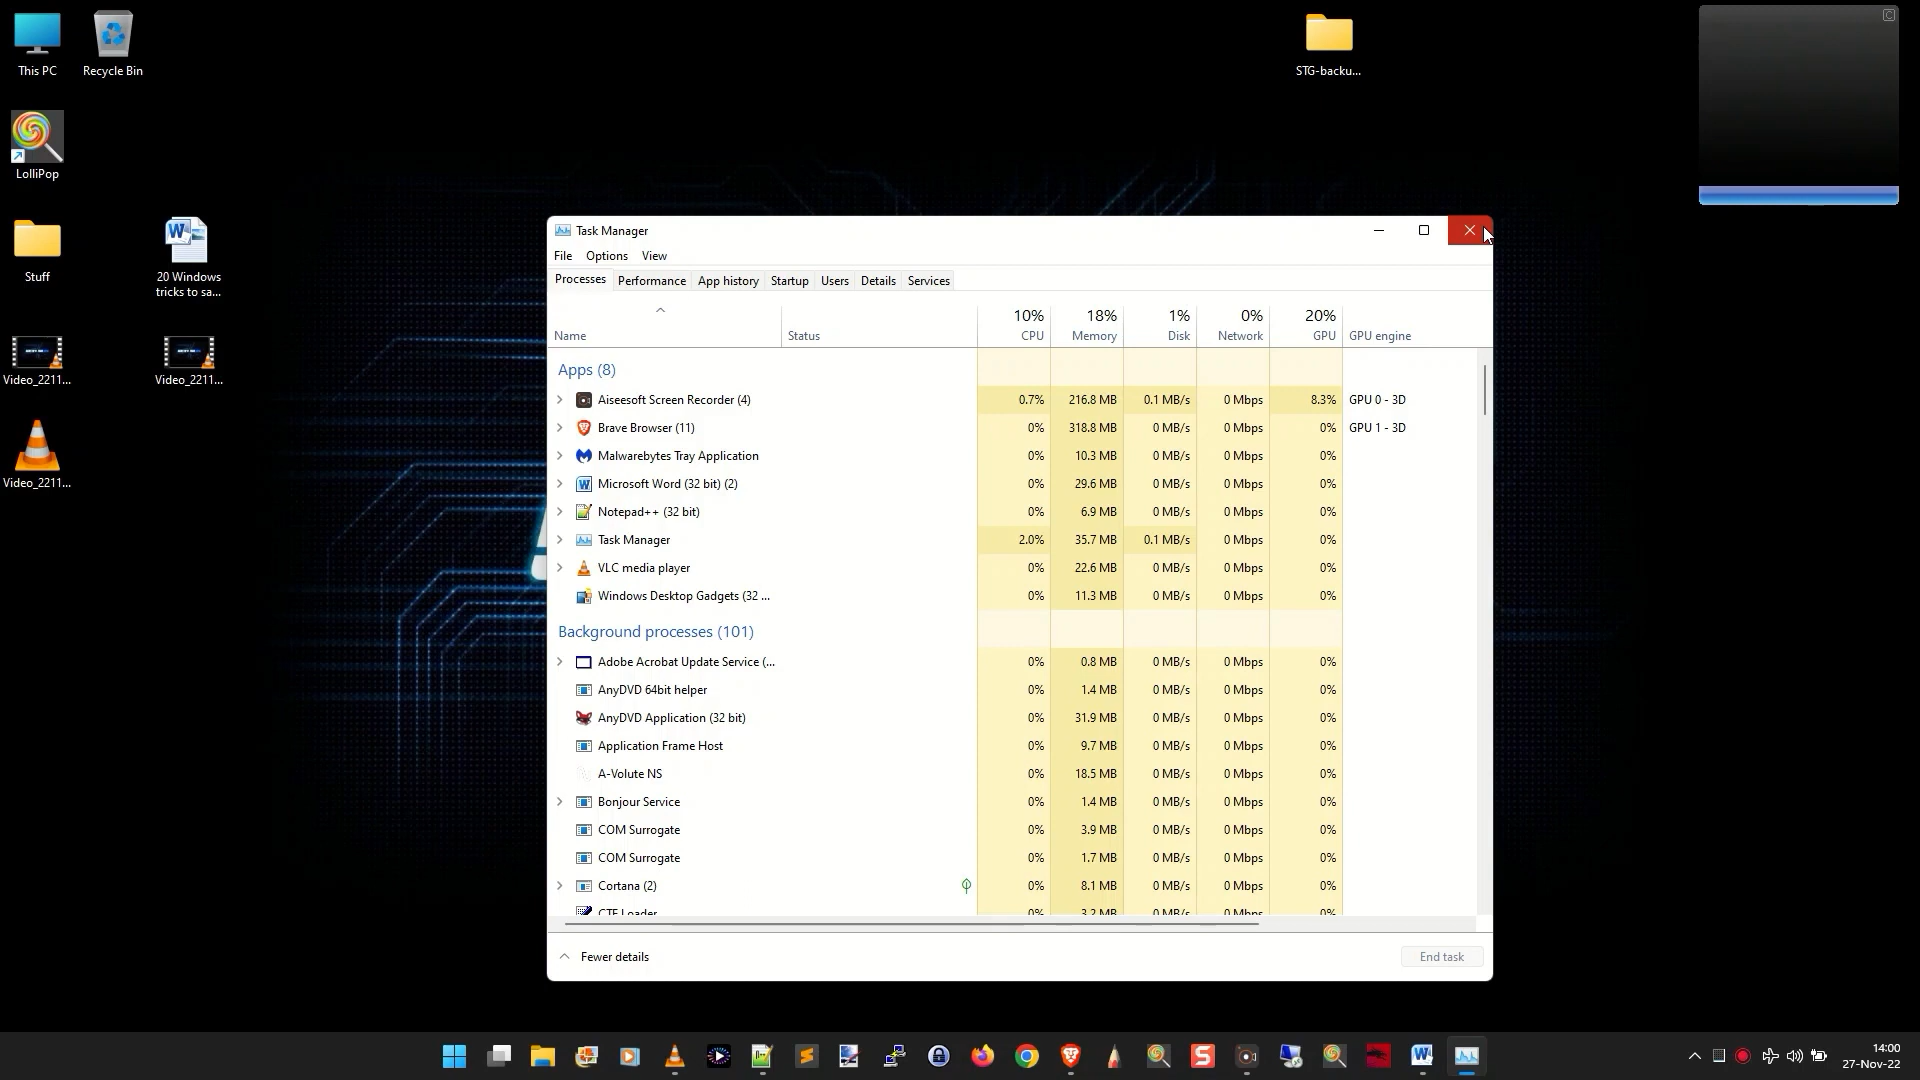 This PC
Recycle Bin
STG-backu...
LolliPop
Stuff
20 Windows
tricks to sa...
Video_2211...
Video_2211...
Video_2211...
Task Manager
File Options View
Processes Performance App history Startup Users Details Services
10% 18% 1% 0% 20%
Name Status CPU Memory Disk Network GPU GPU engine
Apps (8)
Aiseesoft Screen Recorder (4) 0.7% 216.8 MB 0.1 MB/s 0 Mbps 8.3% GPU 0 - 3D
Brave Browser (11) 0% 318.8 MB 0 MB/s 0 Mbps 0% GPU 1 - 3D
Malwarebytes Tray Application 0% 10.3 MB 0 MB/s 0 Mbps 0%
Microsoft Word (32 bit) (2) 0% 29.6 MB 0 MB/s 0 Mbps 0%
Notepad++ (32 bit) 0% 6.9 MB 0 MB/s 0 Mbps 0%
Task Manager 2.0% 35.7 MB 0.1 MB/s 0 Mbps 0%
VLC media player 0% 22.6 MB 0 MB/s 0 Mbps 0%
Windows Desktop Gadgets (32 ... 0% 11.3 MB 0 MB/s 0 Mbps 0%
Background processes (101)
Adobe Acrobat Update Service (... 0% 0.8 MB 0 MB/s 0 Mbps 0%
AnyDVD 64bit helper 0% 1.4 MB 0 MB/s 0 Mbps 0%
AnyDVD Application (32 bit) 0% 31.9 MB 0 MB/s 0 Mbps 0%
Application Frame Host 0% 9.7 MB 0 MB/s 0 Mbps 0%
A-Volute NS 0% 18.5 MB 0 MB/s 0 Mbps 0%
Bonjour Service 0% 1.4 MB 0 MB/s 0 Mbps 0%
COM Surrogate 0% 3.9 MB 0 MB/s 0 Mbps 0%
COM Surrogate 0% 1.7 MB 0 MB/s 0 Mbps 0%
Cortana (2) 0% 8.1 MB 0 MB/s 0 Mbps 0%
CTF Loader 0% 3.2 MB 0 MB/s 0 Mbps 0%
Fewer details End task
14:00
27-Nov-22